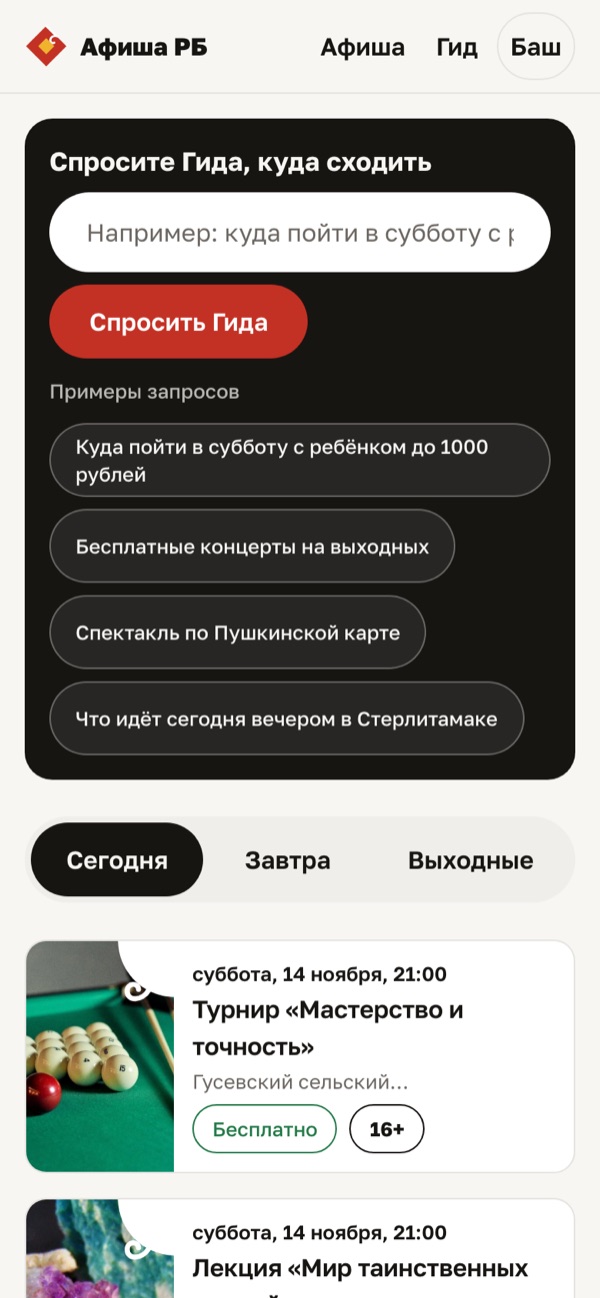 Афиша РБ
Афиша
Гид
Баш
Спросите Гида, куда сходить
Например: куда пойти в субботу с
Спросить Гида
Примеры запросов
Куда пойти в субботу с ребёнком до 1000
рублей
Бесплатные концерты на выходных
Спектакль по Пушкинской карте
Что идёт сегодня вечером в Стерлитамаке
Сегодня
Завтра
Выходные
суббота, 14 ноября, 21:00
Турнир «Мастерство и
точность»
Гусевский сельский...
Бесплатно
16+
суббота, 14 ноября, 21:00
Лекция «Мир таинственных